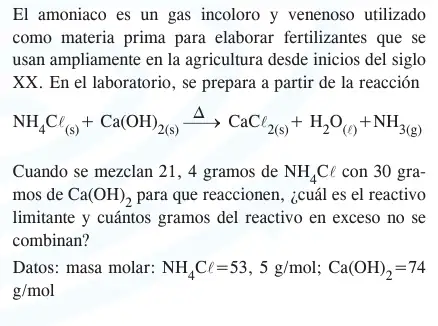 El amoniaco es un gas incoloro y venenoso utilizado
como materia prima para elaborar fertilizantes que se
usan ampliamente en la agricultura desde inicios del siglo
XX. En el laboratorio, se prepara a partir de la reacción
NH₄Cℓ₍ₛ₎ + Ca(OH)₂₍ₛ₎ —Δ→ CaCℓ₂₍ₛ₎ + H₂O₍ℓ₎+NH₃₍g₎
Cuando se mezclan 21, 4 gramos de NH₄Cℓ con 30 gra-
mos de Ca(OH)₂ para que reaccionen, ¿cuál es el reactivo
limitante y cuántos gramos del reactivo en exceso no se
combinan?
Datos: masa molar: NH₄Cℓ=53, 5 g/mol; Ca(OH)₂=74
g/mol